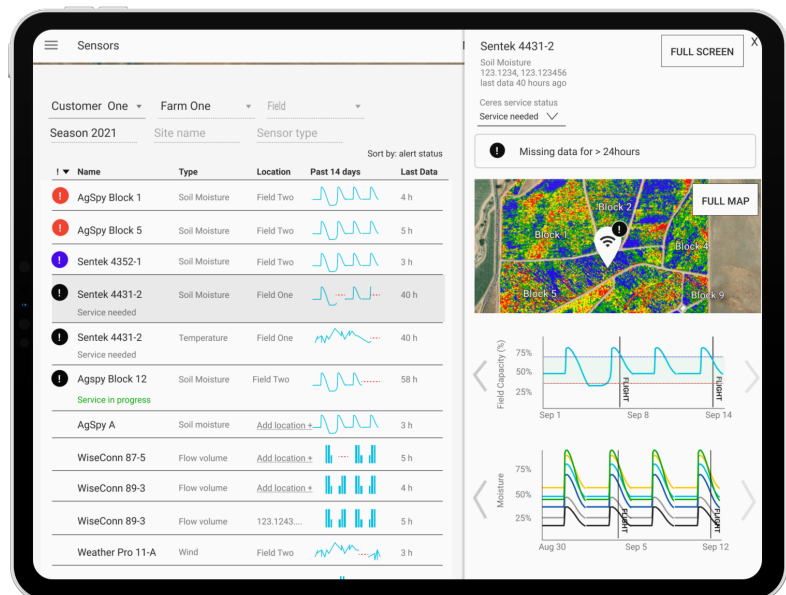 Sensors
Customer One
Farm One
Field
Season 2021
Site name
Sensor type
Sort by: alert status
! Name Type Location Past 14 days Last Data
! AgSpy Block 1 Soil Moisture Field Two 4 h
! AgSpy Block 5 Soil Moisture Field Two 5 h
! Sentek 4352-1 Soil Moisture Field Two 3 h
! Sentek 4431-2 Soil Moisture Field One 40 h
Service needed
! Sentek 4431-2 Temperature Field One 40 h
Service needed
! Agspy Block 12 Soil Moisture Field Two 58 h
Service in progress
AgSpy A Soil moisture Add location + 3 h
WiseConn 87-5 Flow volume Add location + 5 h
WiseConn 89-3 Flow volume Add location + 4 h
WiseConn 89-3 Flow volume 123.1243.... 5 h
Weather Pro 11-A Wind Field Two 3 h
Sentek 4431-2
FULL SCREEN
X
Soil Moisture
123.1234, 123.123456
last data 40 hours ago
Ceres service status
Service needed
! Missing data for > 24hours
FULL MAP
Block 2
!
Block 1
Block 4
Block 5
Block 9
Field Capacity (%)
75%
50%
25%
FLIGHT
FLIGHT
Sep 1 Sep 8 Sep 14
Moisture
75%
50%
25%
FLIGHT
FLIGHT
Aug 30 Sep 5 Sep 12